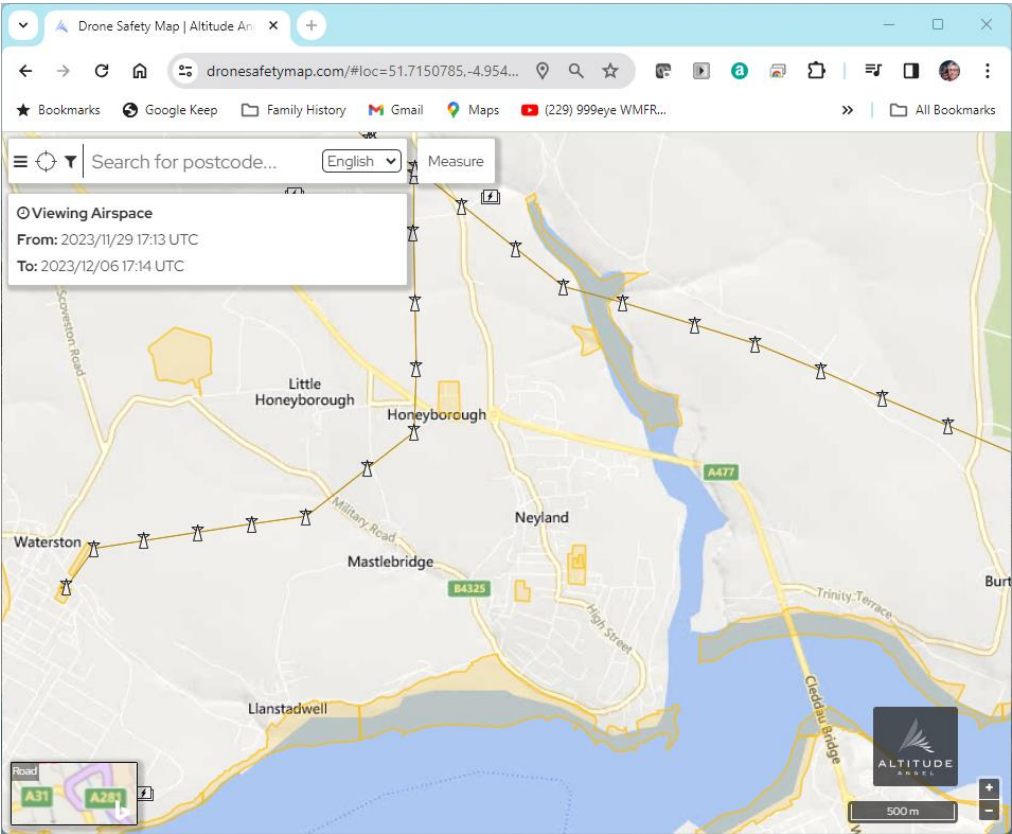 Drone Safety Map | Altitude An
dronesafetymap.com/#loc=51.7150785,-4.954...
Bookmarks
Google Keep
Family History
Gmail
Maps
(229) 999eye WMFR...
»
All Bookmarks
Search for postcode...
English
Measure
Viewing Airspace
From: 2023/11/29 17:13 UTC
To: 2023/12/06 17:14 UTC
Scoveston Road
Little
Honeyborough
Honeyborough
A477
Military Road
Neyland
Waterston
Mastlebridge
B4325
Burt
Trinity Terrace
High Street
Llanstadwell
Cleddau Bridge
ALTITUDE
ANGEL
Road
A31
A281
500 m